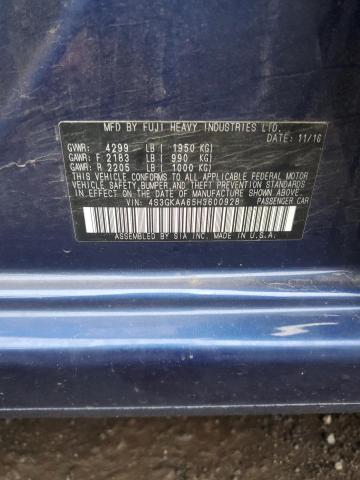 MFD BY FUJI HEAVY INDUSTRIES LTD.
DATE: 11/16
GVWR: 4299 LB ( 1950 KG)
GAWR: F 2183 LB ( 990 KG)
GAWR: R 2205 LB ( 1000 KG)
THIS VEHICLE CONFORMS TO ALL APPLICABLE FEDERAL MOTOR
VEHICLE SAFETY, BUMPER, AND THEFT PREVENTION STANDARDS
IN EFFECT ON THE DATE OF MANUFACTURE SHOWN ABOVE.
VIN: 4S3GKAA65H3600928 PASSENGER CAR
ASSEMBLED BY SIA INC. MADE IN U.S.A.